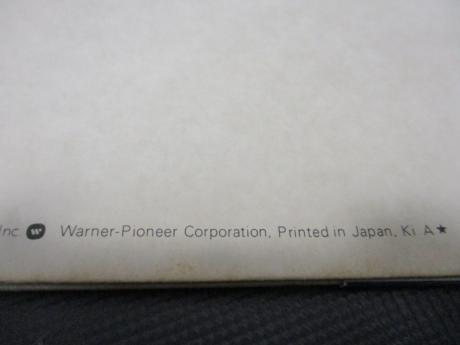 Inc. W Warner-Pioneer Corporation, Printed in Japan, Ki A★